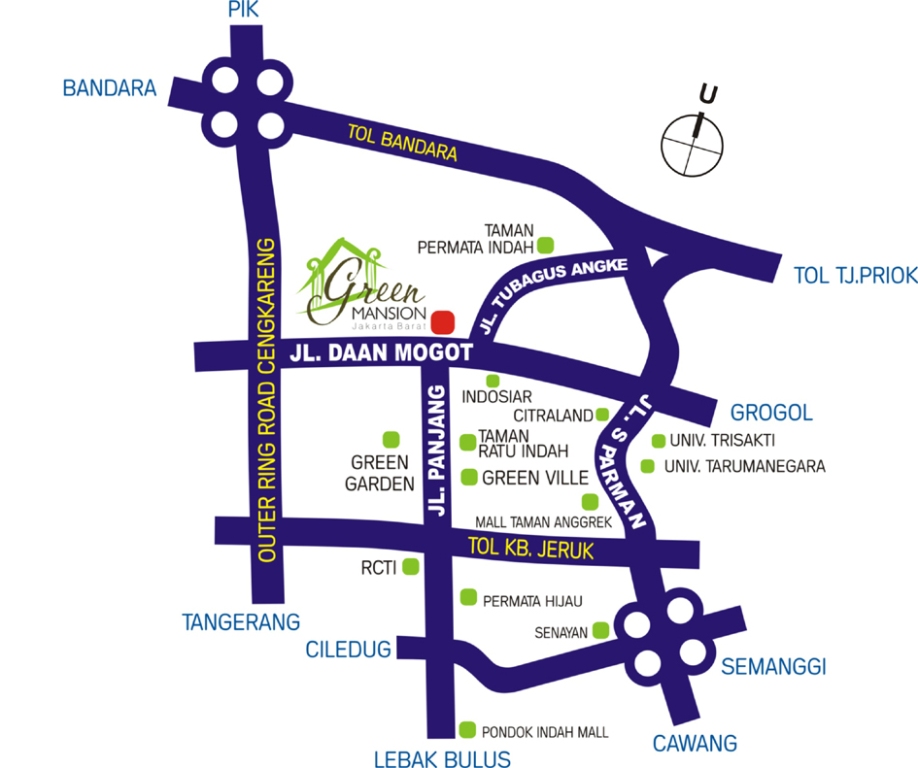 PIK
BANDARA
U
TOL BANDARA
TAMAN
PERMATA INDAH
JL. TUBAGUS ANGKE
TOL TJ.PRIOK
OUTER RING ROAD CENGKARENG
Green
MANSION
Jakarta Barat
JL. DAAN MOGOT
INDOSIAR
CITRALAND
GROGOL
JL. PANJANG
JL. S PARMAN
TAMAN
RATU INDAH
UNIV. TRISAKTI
GREEN
GARDEN
GREEN VILLE
UNIV. TARUMANEGARA
MALL TAMAN ANGGREK
TOL KB. JERUK
RCTI
PERMATA HIJAU
TANGERANG
SENAYAN
CILEDUG
SEMANGGI
PONDOK INDAH MALL
CAWANG
LEBAK BULUS